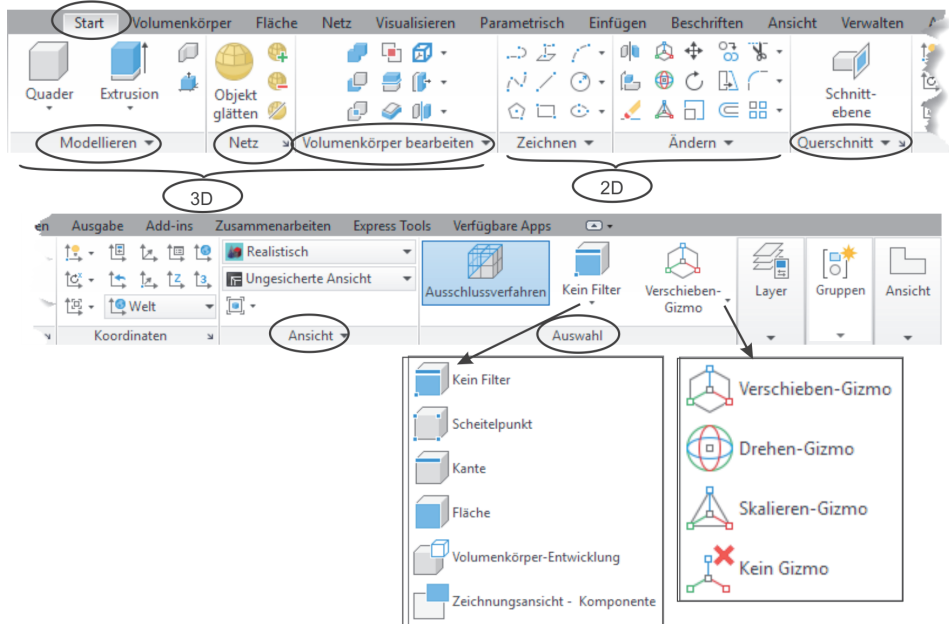 Start Volumenkörper Fläche Netz Visualisieren Parametrisch Einfügen Beschriften Ansicht Verwalten
Quader Extrusion Objekt glätten Schnitt-ebene
Modellieren Netz Volumenkörper bearbeiten Zeichnen Ändern Querschnitt
3D 2D
en Ausgabe Add-ins Zusammenarbeiten Express Tools Verfügbare Apps
Realistisch
Ungesicherte Ansicht
Welt
Ausschlussverfahren Kein Filter Verschieben-Gizmo Layer Gruppen Ansicht
Koordinaten Ansicht Auswahl
Kein Filter
Scheitelpunkt
Kante
Fläche
Volumenkörper-Entwicklung
Zeichnungsansicht - Komponente
Verschieben-Gizmo
Drehen-Gizmo
Skalieren-Gizmo
Kein Gizmo